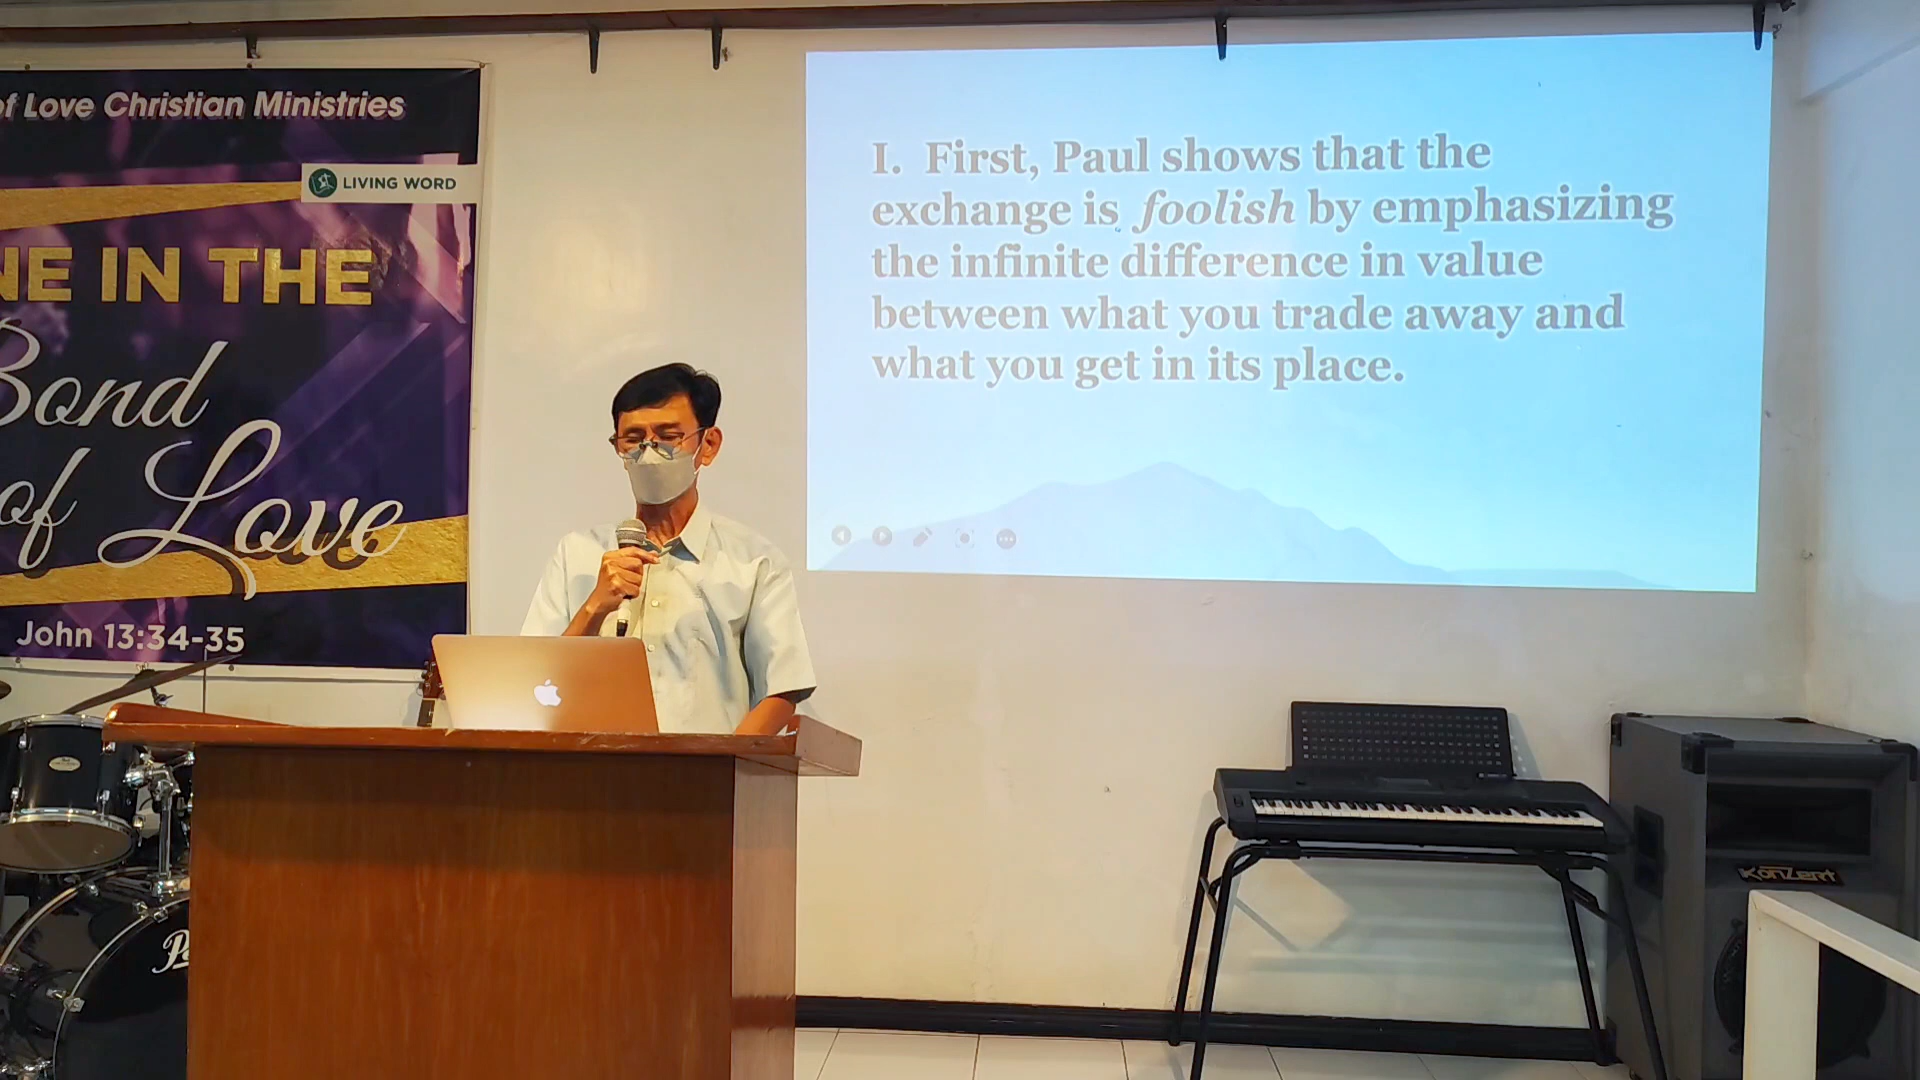 of Love Christian Ministries
LIVING WORD
NE IN THE
Bond
of Love
John 13:34-35
I. First, Paul shows that the
exchange is foolish by emphasizing
the infinite difference in value
between what you trade away and
what you get in its place.
KonZert